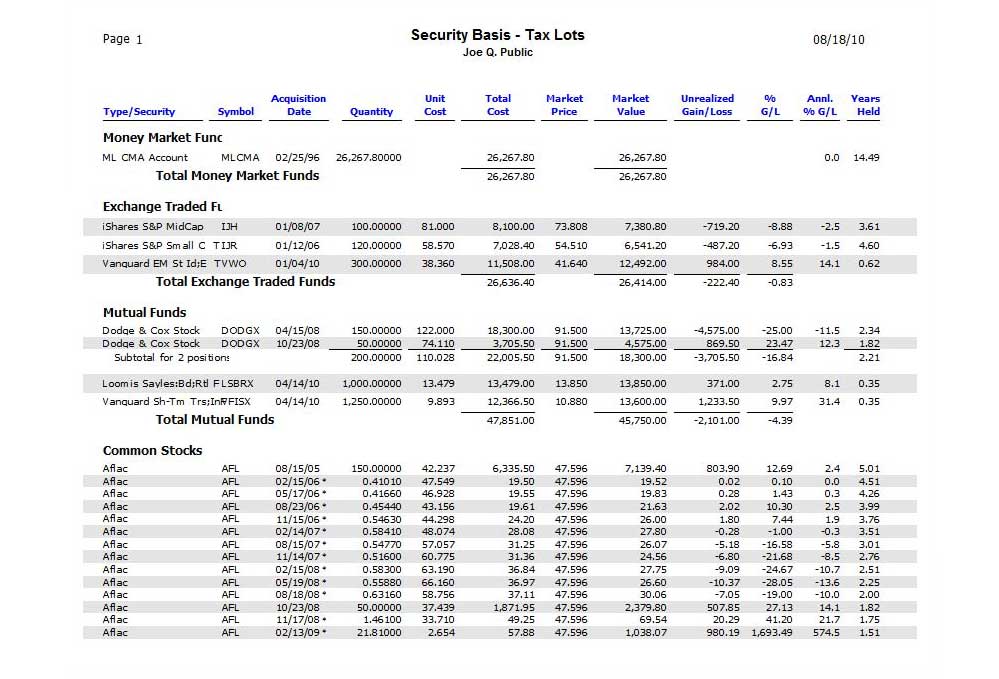 Security Basis - Tax Lots
Page 1 08/18/10
Joe Q. Public
Acquisition Unit Total Market Market Unrealized % Annl. Years
Type/Security Symbol Date Quantity Cost Cost Price Value Gain/Loss G/L % G/L Held
Money Market Func
ML CMA Account MLCMA 02/25/96 26,267.80000 26,267.80 26,267.80 0.0 14.49
Total Money Market Funds 26,267.80 26,267.80
Exchange Traded Fu
iShares S&P MidCap IJH 01/08/07 100.00000 81.000 8,100.00 73.808 7,380.80 -719.20 -8.88 -2.5 3.61
iShares S&P Small C T IJR 01/12/06 120.00000 58.570 7,028.40 54.510 6,541.20 -487.20 -6.93 -1.5 4.60
Vanguard EM St Id;E T VWO 01/04/10 300.00000 38.360 11,508.00 41.640 12,492.00 984.00 8.55 14.1 0.62
Total Exchange Traded Funds 26,636.40 26,414.00 -222.40 -0.83
Mutual Funds
Dodge & Cox Stock DODGX 04/15/08 150.00000 122.000 18,300.00 91.500 13,725.00 -4,575.00 -25.00 -11.5 2.34
Dodge & Cox Stock DODGX 10/23/08 50.00000 74.110 3,705.50 91.500 4,575.00 869.50 23.47 12.3 1.82
Subtotal for 2 positions 200.00000 110.028 22,005.50 91.500 18,300.00 -3,705.50 -16.84 2.21
Loomis Sayles:Bd;Rtl F LSBRX 04/14/10 1,000.00000 13.479 13,479.00 13.850 13,850.00 371.00 2.75 8.1 0.35
Vanguard Sh-Tm Trs;In VFISX 04/14/10 1,250.00000 9.893 12,366.50 10.880 13,600.00 1,233.50 9.97 31.4 0.35
Total Mutual Funds 47,851.00 45,750.00 -2,101.00 -4.39
Common Stocks
Aflac AFL 08/15/05 150.00000 42.237 6,335.50 47.596 7,139.40 803.90 12.69 2.4 5.01
Aflac AFL 02/15/06 * 0.41010 47.549 19.50 47.596 19.52 0.02 0.10 0.0 4.51
Aflac AFL 05/17/06 * 0.41660 46.928 19.55 47.596 19.83 0.28 1.43 0.3 4.26
Aflac AFL 08/23/06 * 0.45440 43.156 19.61 47.596 21.63 2.02 10.30 2.5 3.99
Aflac AFL 11/15/06 * 0.54630 44.298 24.20 47.596 26.00 1.80 7.44 1.9 3.76
Aflac AFL 02/14/07 * 0.58410 48.074 28.08 47.596 27.80 -0.28 -1.00 -0.3 3.51
Aflac AFL 08/15/07 * 0.54770 57.057 31.25 47.596 26.07 -5.18 -16.58 -5.8 3.01
Aflac AFL 11/14/07 * 0.51600 60.775 31.36 47.596 24.56 -6.80 -21.68 -8.5 2.76
Aflac AFL 02/15/08 * 0.58300 63.190 36.84 47.596 27.75 -9.09 -24.67 -10.7 2.51
Aflac AFL 05/19/08 * 0.55880 66.160 36.97 47.596 26.60 -10.37 -28.05 -13.6 2.25
Aflac AFL 08/18/08 * 0.63160 58.756 37.11 47.596 30.06 -7.05 -19.00 -10.0 2.00
Aflac AFL 10/23/08 50.00000 37.439 1,871.95 47.596 2,379.80 507.85 27.13 14.1 1.82
Aflac AFL 11/17/08 * 1.46100 33.710 49.25 47.596 69.54 20.29 41.20 21.7 1.75
Aflac AFL 02/13/09 * 21.81000 2.654 57.88 47.596 1,038.07 980.19 1,693.49 574.5 1.51